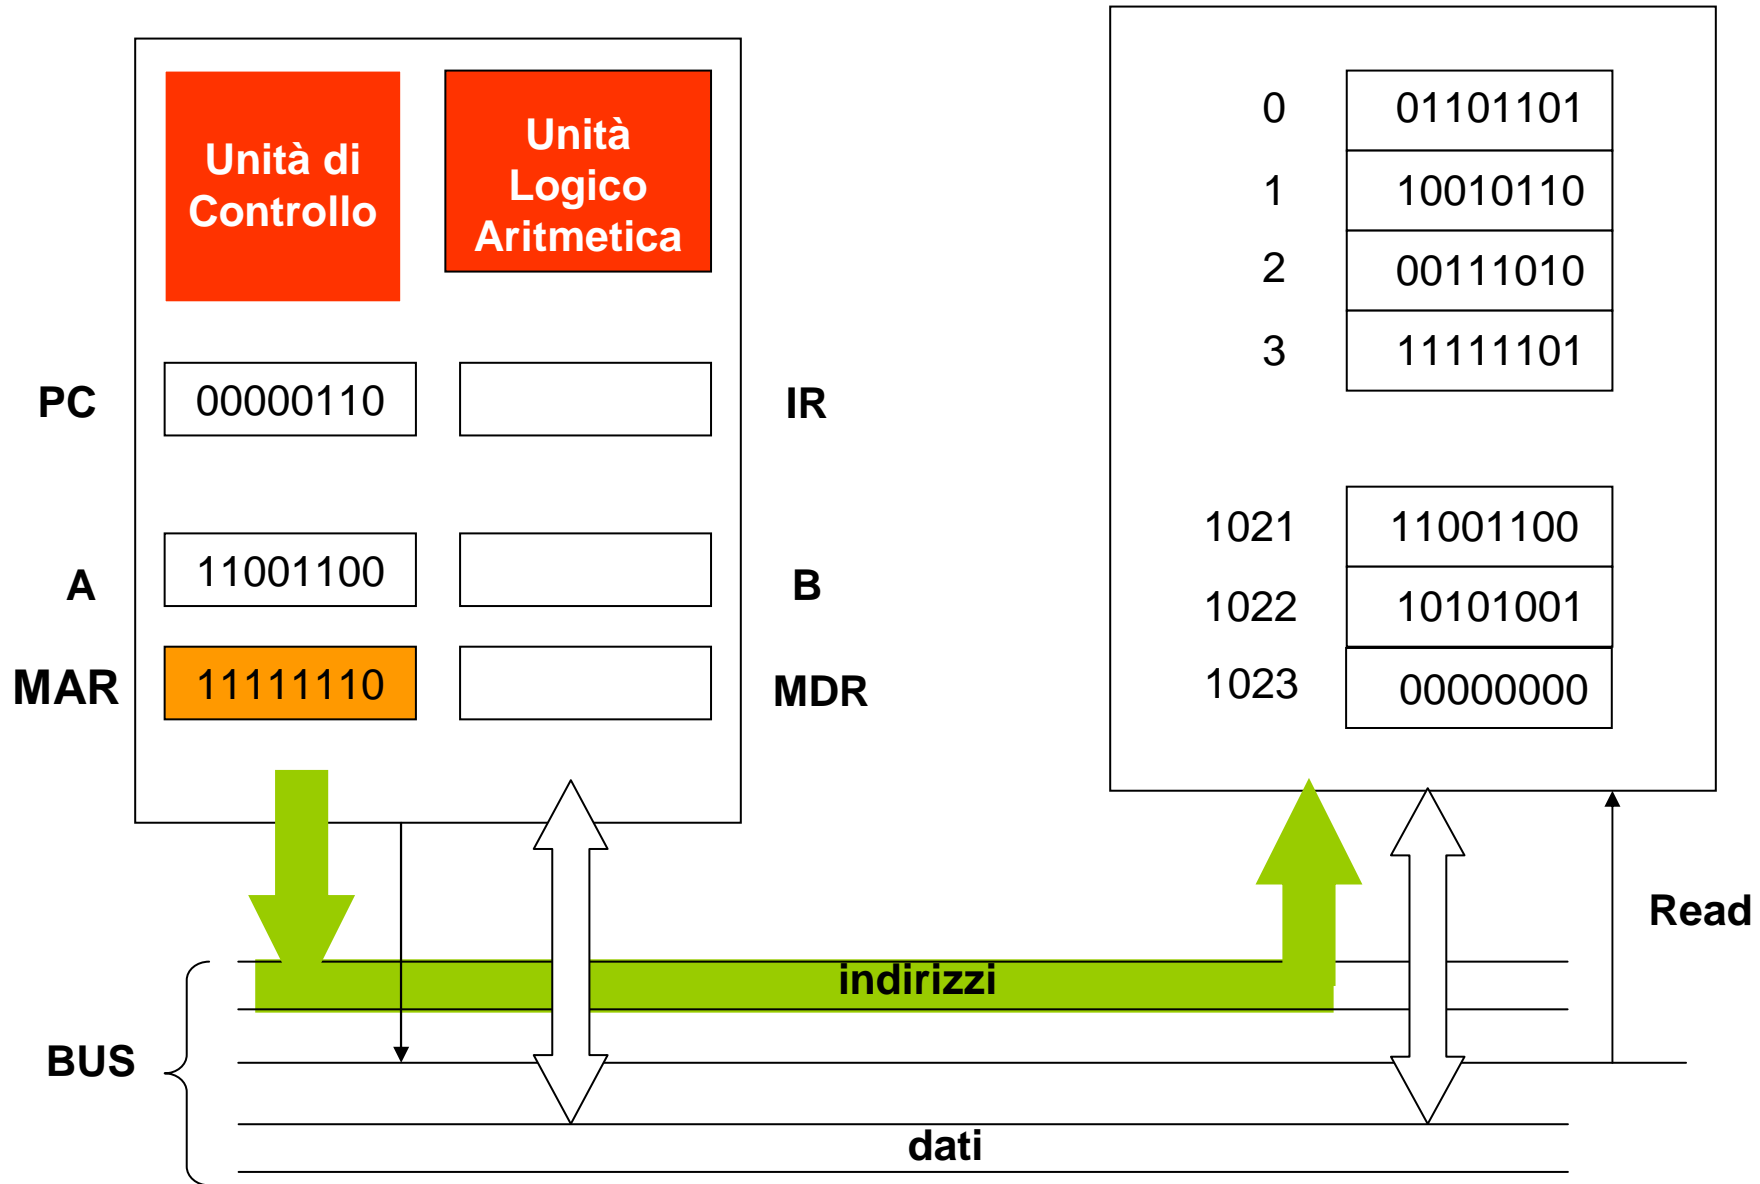 Unità di
Controllo
Unità
Logico
Aritmetica
PC
00000110
IR
A
11001100
B
MAR
11111110
MDR
0
01101101
1
10010110
2
00111010
3
11111101
1021
11001100
1022
10101001
1023
00000000
Read
indirizzi
BUS
dati